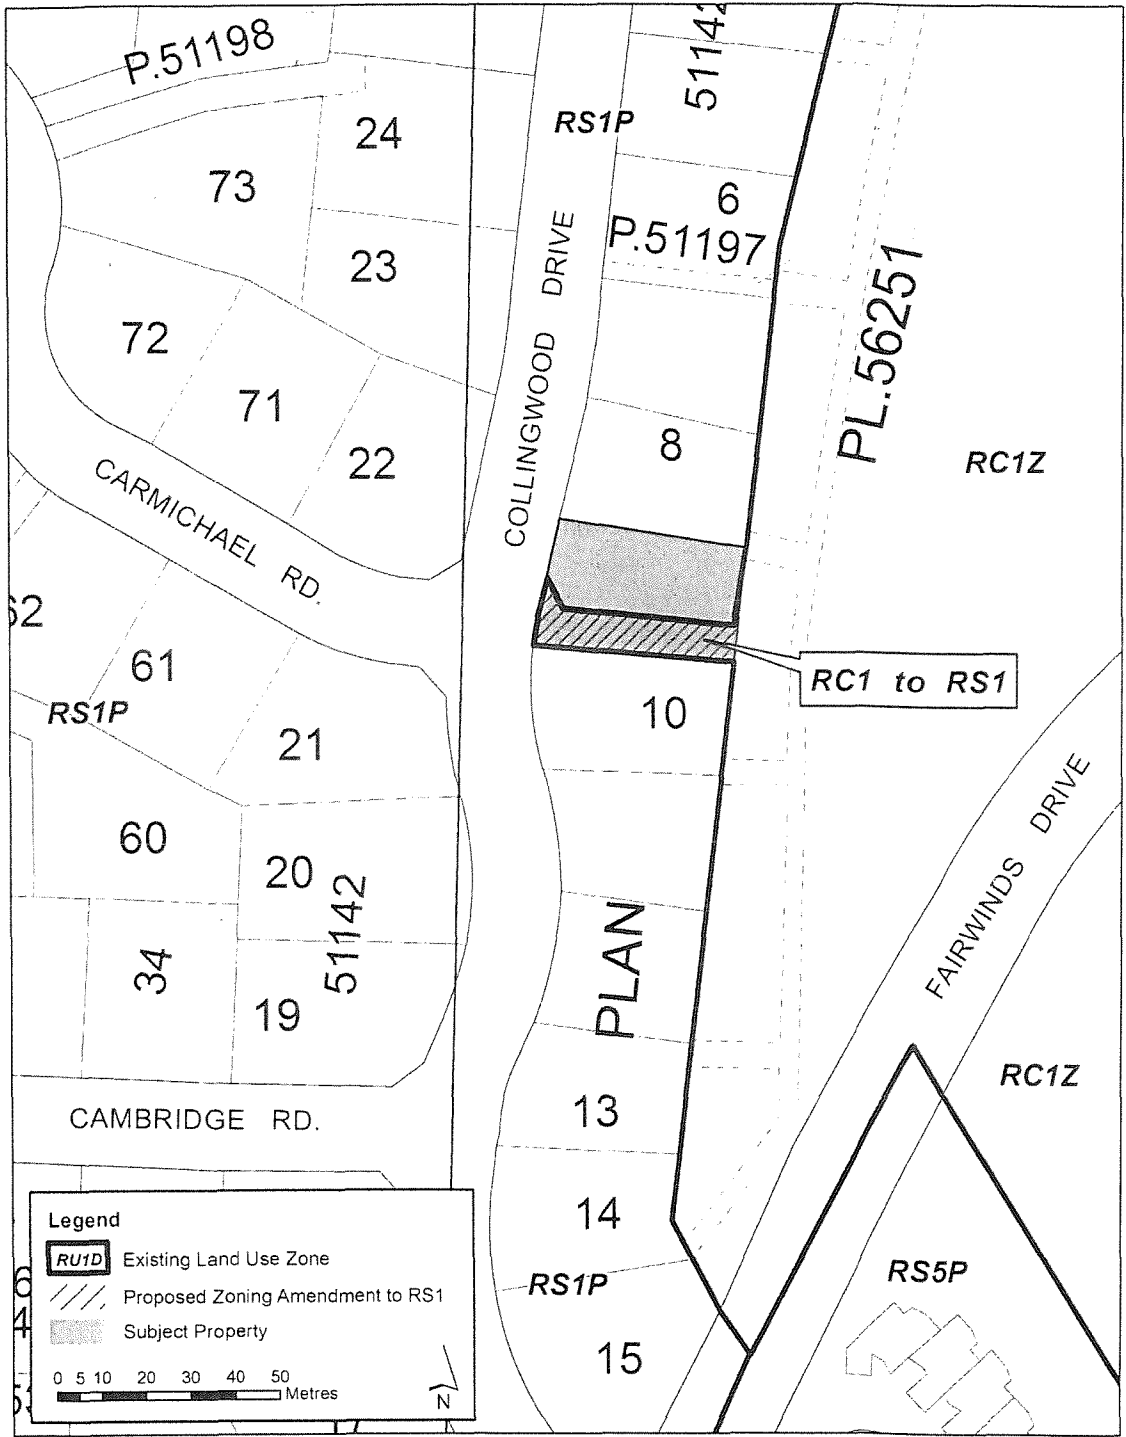 P.51198
51142
24
RS1P
73
6
P.51197
23
COLLINGWOOD DRIVE
PL.56251
72
71
8
22
RC1Z
CARMICHAEL RD.
61
RC1 to RS1
RS1P
10
21
FAIRWINDS DRIVE
60
20
51142
PLAN
34
19
RC1Z
13
CAMBRIDGE RD.
14
RS5P
RS1P
15
Legend
RU1D Existing Land Use Zone
Proposed Zoning Amendment to RS1
Subject Property
0 5 10 20 30 40 50
Metres
N